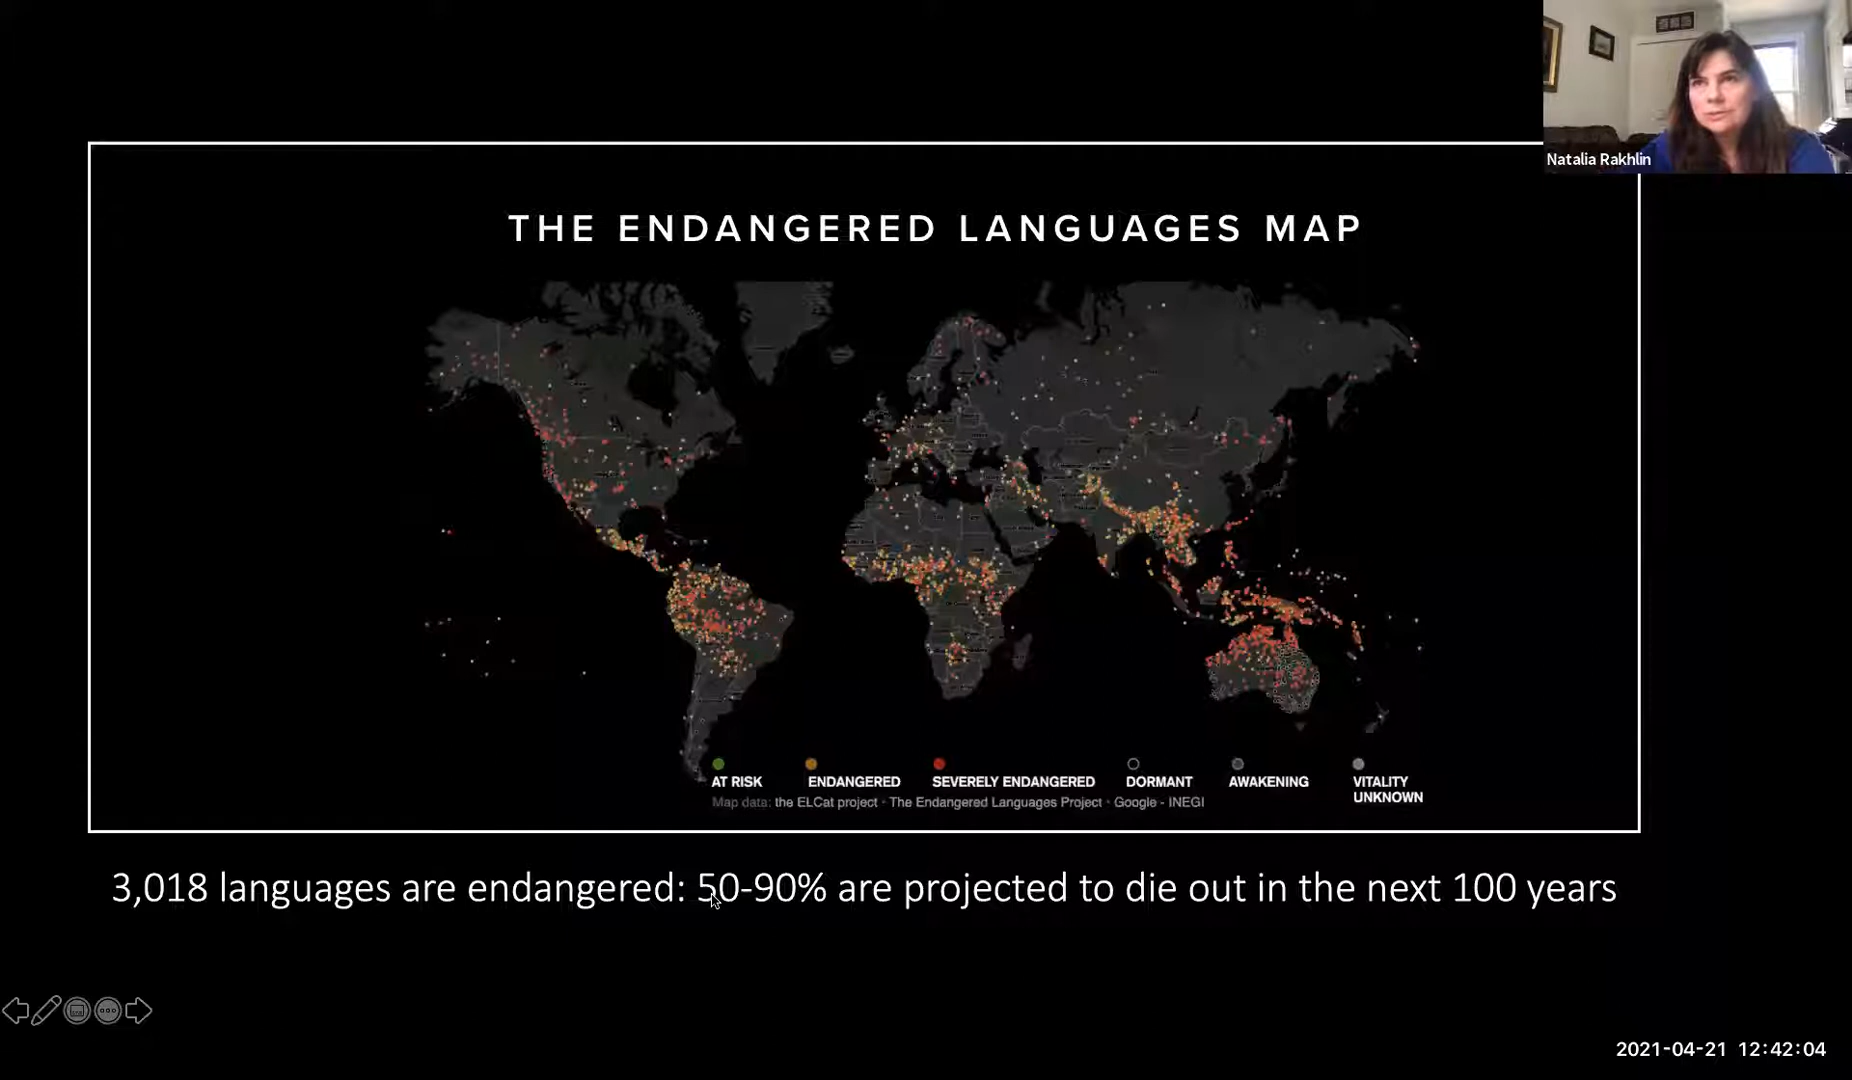 Natalia Rakhlin
THE ENDANGERED LANGUAGES MAP
AT RISK
ENDANGERED
SEVERELY ENDANGERED
DORMANT
AWAKENING
VITALITY
UNKNOWN
Map data: the ELCat project • The Endangered Languages Project • Google - INEGI
3,018 languages are endangered: 50-90% are projected to die out in the next 100 years
2021-04-21 12:42:04